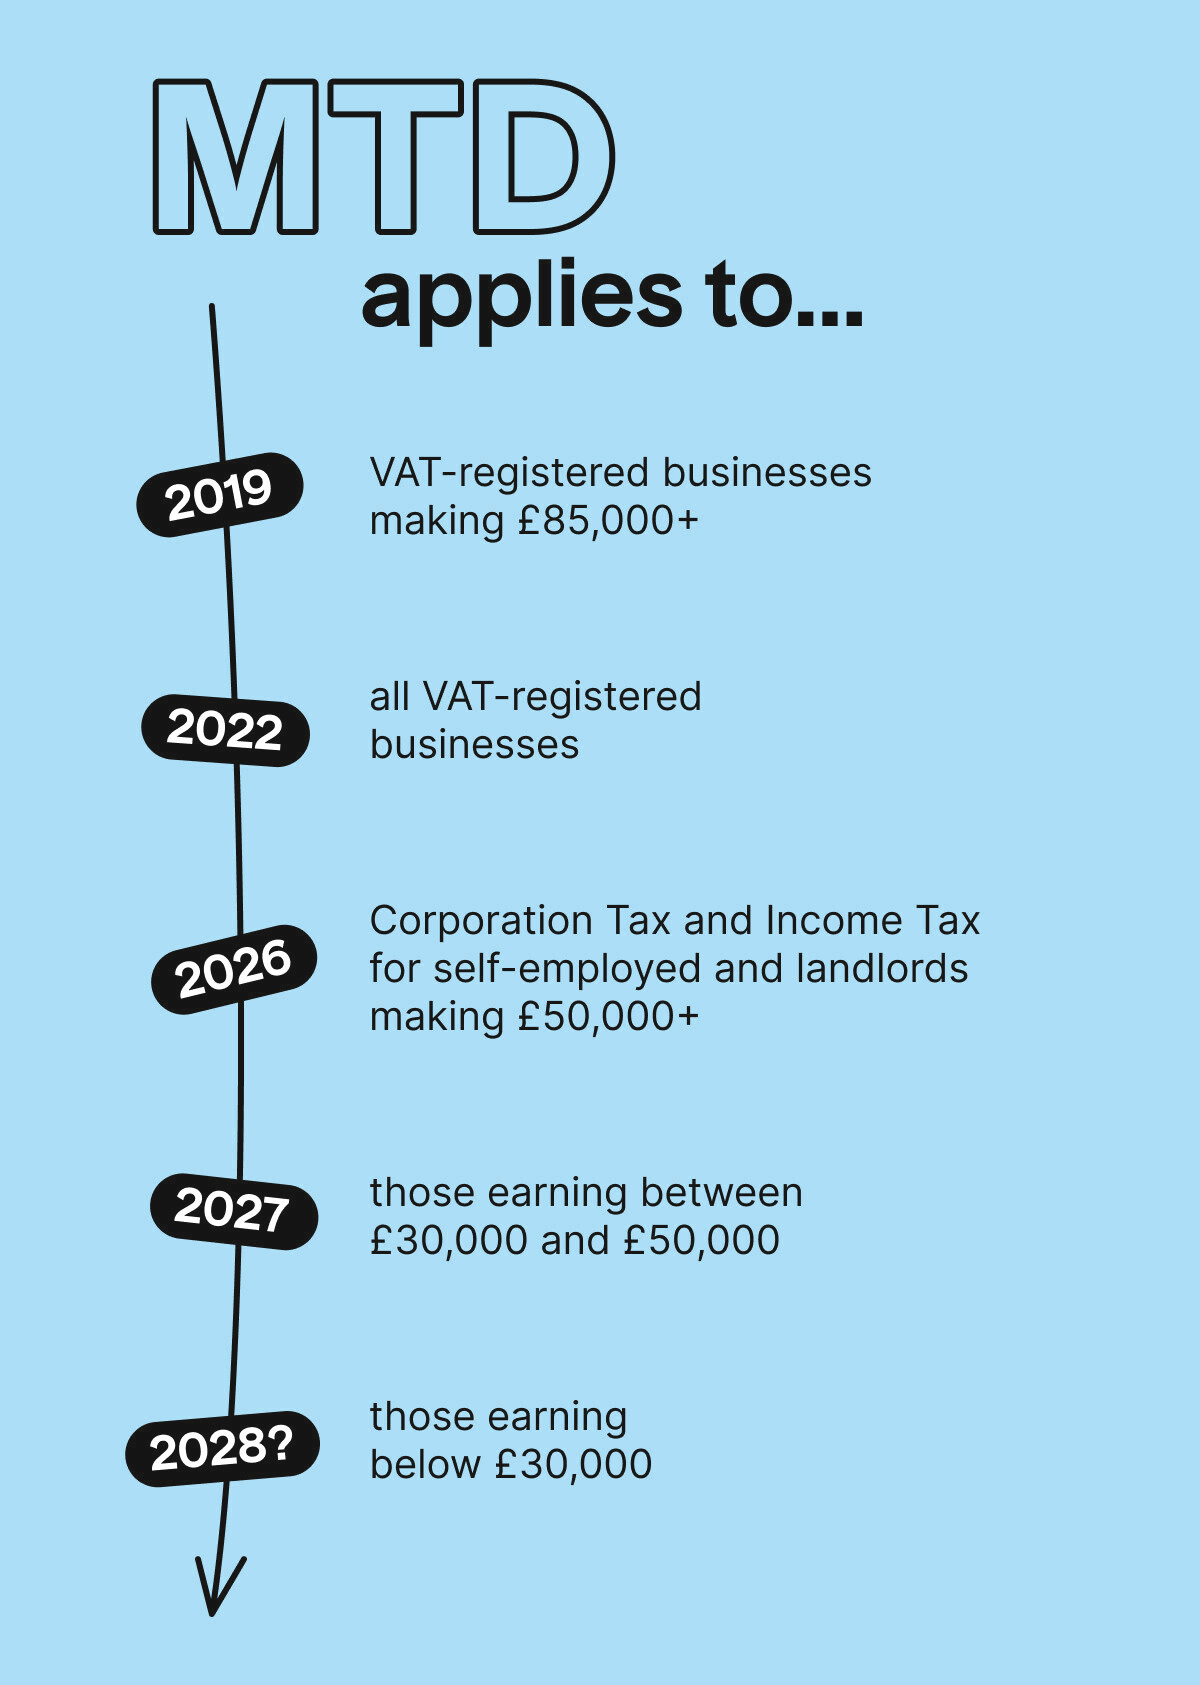 MTD
applies to...
2019
VAT-registered businesses
making £85,000+
2022
all VAT-registered
businesses
2026
Corporation Tax and Income Tax
for self-employed and landlords
making £50,000+
2027
those earning between
£30,000 and £50,000
2028?
those earning
below £30,000